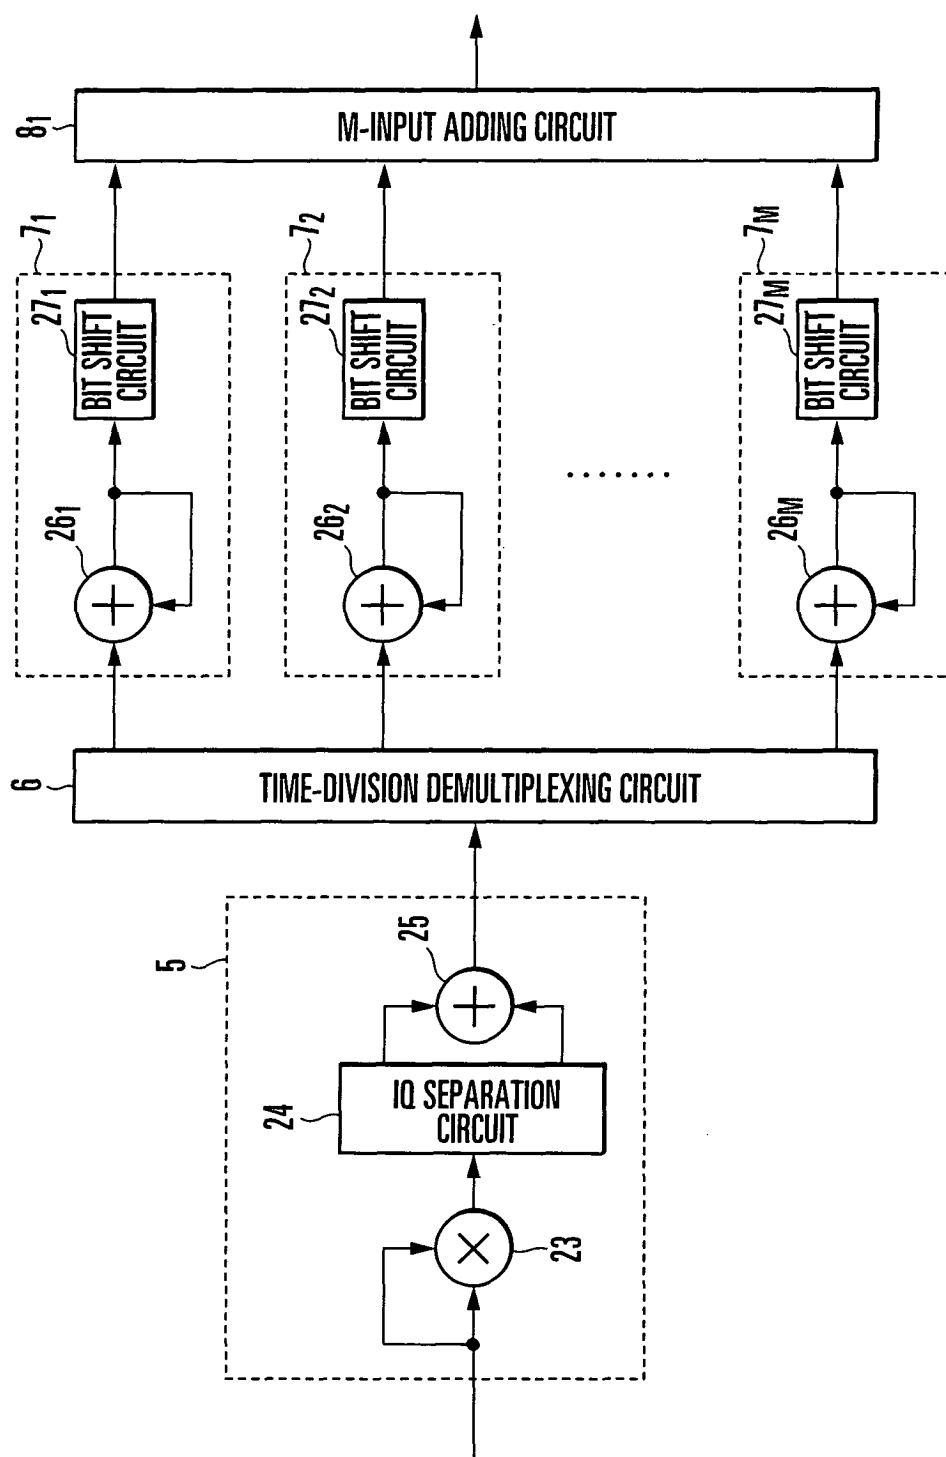 8₁
M-INPUT ADDING CIRCUIT
7₁
27₁
BIT SHIFT
CIRCUIT
26₁
7₂
27₂
BIT SHIFT
CIRCUIT
26₂
.......
7M
27M
BIT SHIFT
CIRCUIT
26M
6
TIME-DIVISION DEMULTIPLEXING CIRCUIT
5
25
24
IQ SEPARATION
CIRCUIT
23